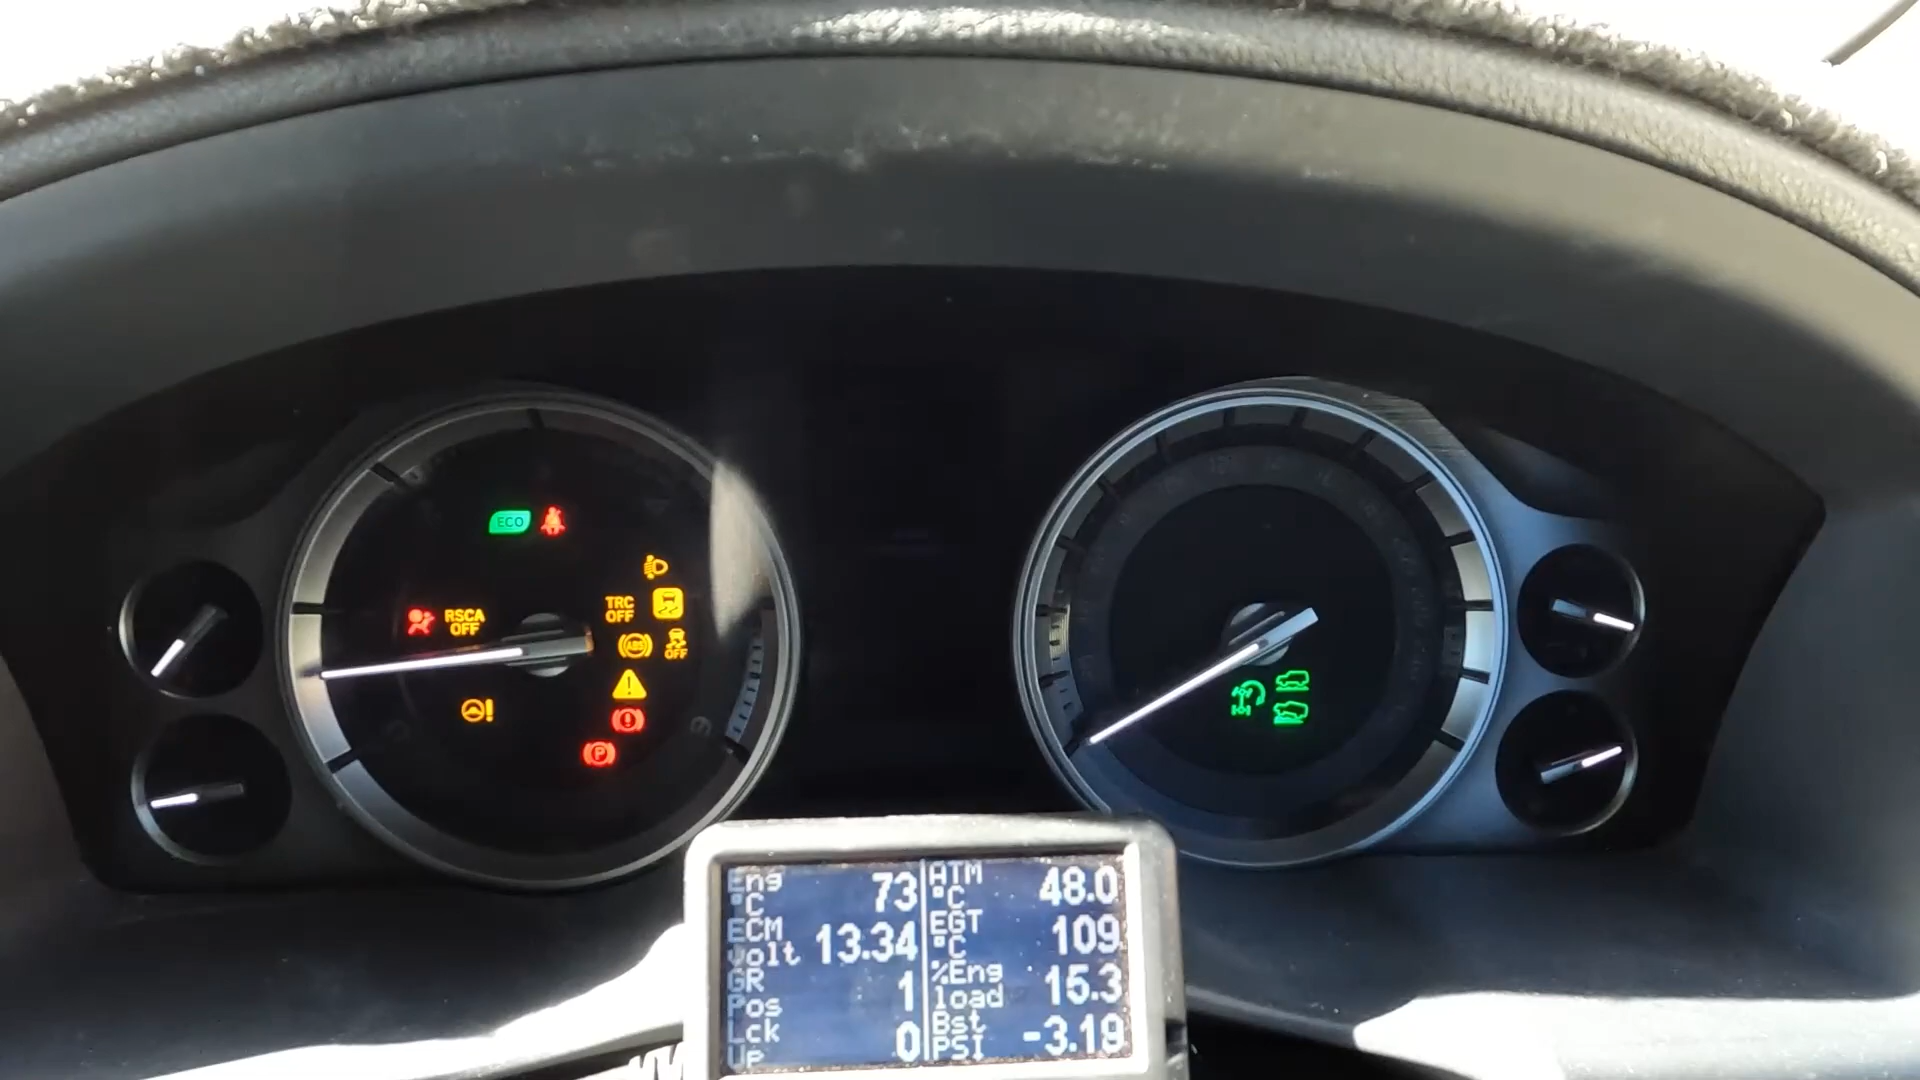 ECO
RSCA
OFF
TRC
OFF
ABS
OFF
P
Eng
°C
73
ECM
Volt
13.34
GR
Pos
1
Lck
Up
0
ATM
°C
48.0
EGT
°C
109
%Eng
load
15.3
Bst
PSI
-3.19